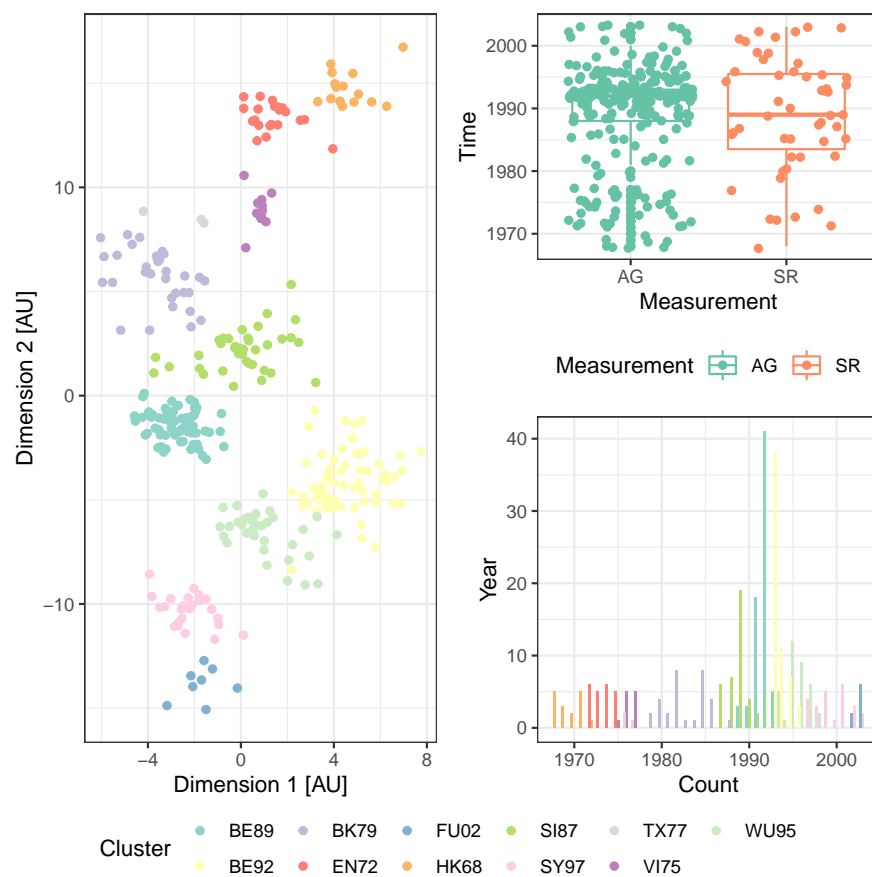 Dimension 2 [AU]
10
0
−10
−4
0
4
8
Dimension 1 [AU]
Time
2000
1990
1980
1970
AG
SR
Measurement
Measurement AG SR
Year
40
30
20
10
0
1970
1980
1990
2000
Count
Cluster
BE89 BK79 FU02 SI87 TX77 WU95
BE92 EN72 HK68 SY97 VI75